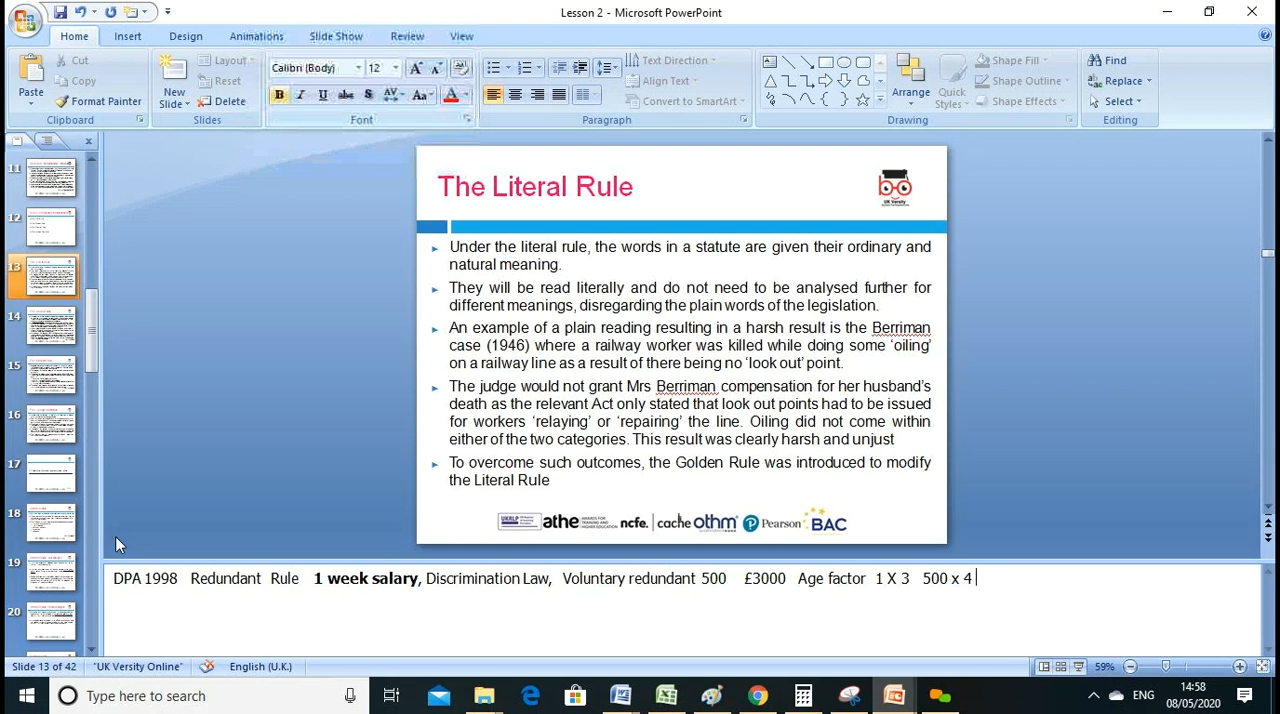 Lesson 2 - Microsoft PowerPoint
Home Insert Design Animations Slide Show Review View
Paste Cut Copy Format Painter
New Slide Layout Reset Delete
Calibri (Body) 12
B I U abe S AV Aa A
Text Direction Align Text Convert to SmartArt
Arrange Quick Styles Shape Fill Shape Outline Shape Effects
Find Replace Select
Clipboard Slides Font Paragraph Drawing Editing
11
12
13
14
15
16
17
18
19
20
The Literal Rule
UK Versity
Under the literal rule, the words in a statute are given their ordinary and
natural meaning.
They will be read literally and do not need to be analysed further for
different meanings, disregarding the plain words of the legislation.
An example of a plain reading resulting in a harsh result is the Berriman
case (1946) where a railway worker was killed while doing some ‘oiling’
on a railway line as a result of there being no ‘look out’ point.
The judge would not grant Mrs Berriman compensation for her husband’s
death as the relevant Act only stated that look out points had to be issued
for workers ‘relaying’ or ‘repairing’ the line. Oiling did not come within
either of the two categories. This result was clearly harsh and unjust
To overcome such outcomes, the Golden Rule was introduced to modify
the Literal Rule
UKRLP athe AWARDS FOR TRAINING AND HIGHER EDUCATION ncfe. cache othm P Pearson BAC
DPA 1998 Redundant Rule 1 week salary, Discrimination Law, Voluntary redundant 500 £3000 Age factor 1 X 3 500 x 4
Slide 13 of 42 "UK Versity Online" English (U.K.) 59%
Type here to search ENG 14:58
08/05/2020